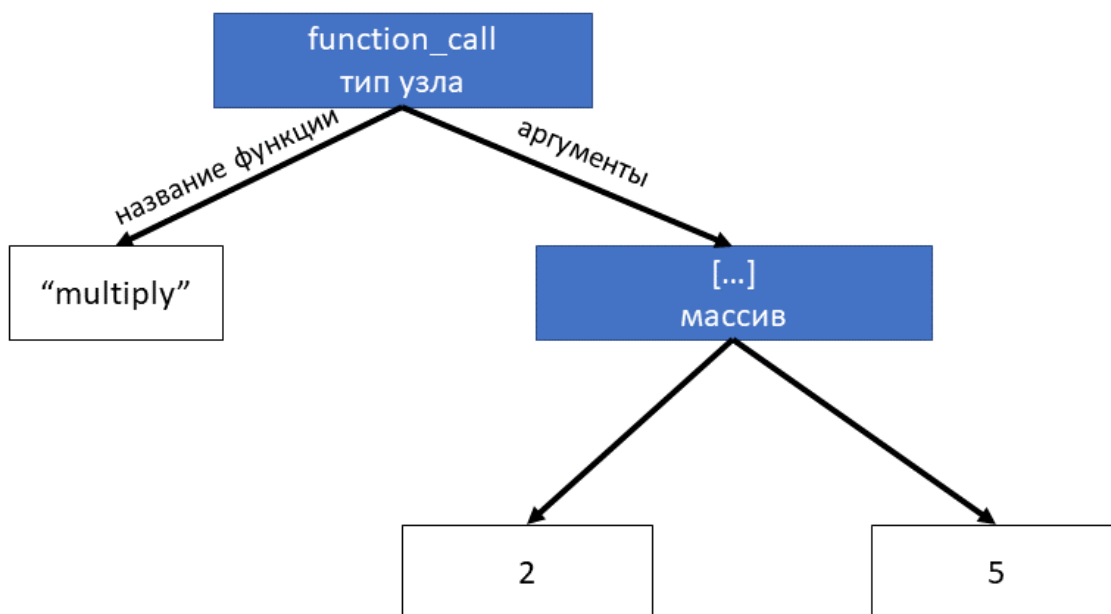 function_call
тип узла
название функции
аргументы
“multiply”
[...]
массив
2
5